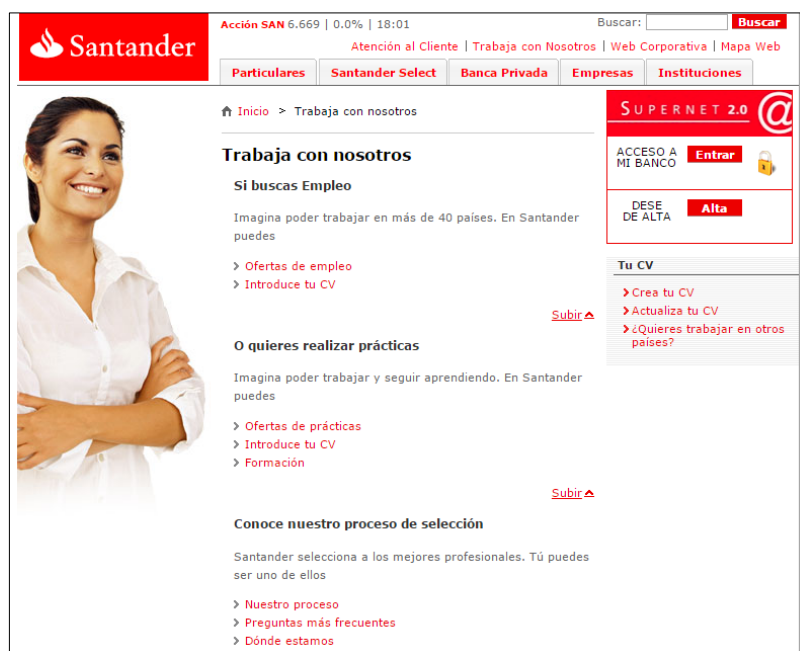 Santander
Acción SAN 6.669 | 0.0% | 18:01
Buscar: Buscar
Atención al Cliente | Trabaja con Nosotros | Web Corporativa | Mapa Web
Particulares Santander Select Banca Privada Empresas Instituciones
Inicio > Trabaja con nosotros
Trabaja con nosotros
Si buscas Empleo
Imagina poder trabajar en más de 40 países. En Santander
puedes
Ofertas de empleo
Introduce tu CV
Subir
O quieres realizar prácticas
Imagina poder trabajar y seguir aprendiendo. En Santander
puedes
Ofertas de prácticas
Introduce tu CV
Formación
Subir
Conoce nuestro proceso de selección
Santander selecciona a los mejores profesionales. Tú puedes
ser uno de ellos
Nuestro proceso
Preguntas más frecuentes
Dónde estamos
SUPERNET 2.0 @
ACCESO A
MI BANCO Entrar
DESE
DE ALTA Alta
Tu CV
Crea tu CV
Actualiza tu CV
¿Quieres trabajar en otros
países?